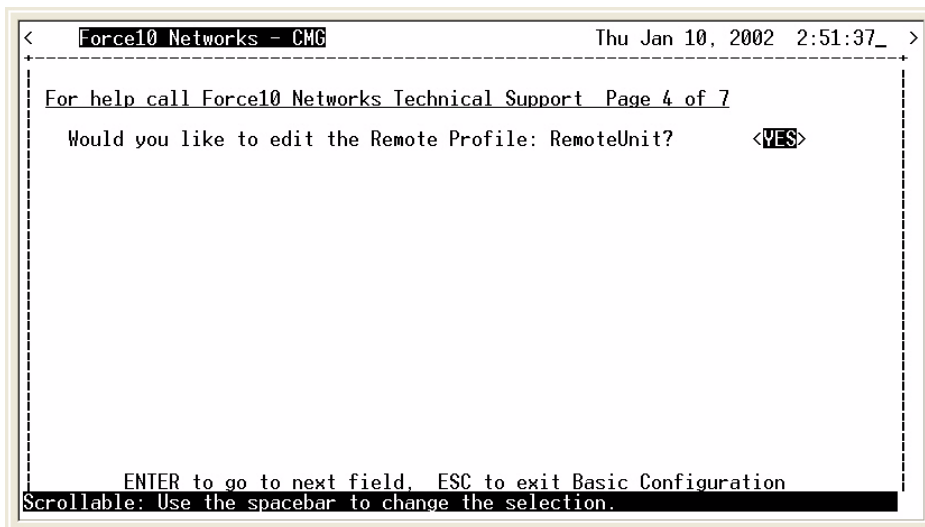 < Force10 Networks - CMG Thu Jan 10, 2002 2:51:37_ >
For help call Force10 Networks Technical Support Page 4 of 7
Would you like to edit the Remote Profile: RemoteUnit? <YES>
ENTER to go to next field, ESC to exit Basic Configuration
Scrollable: Use the spacebar to change the selection.